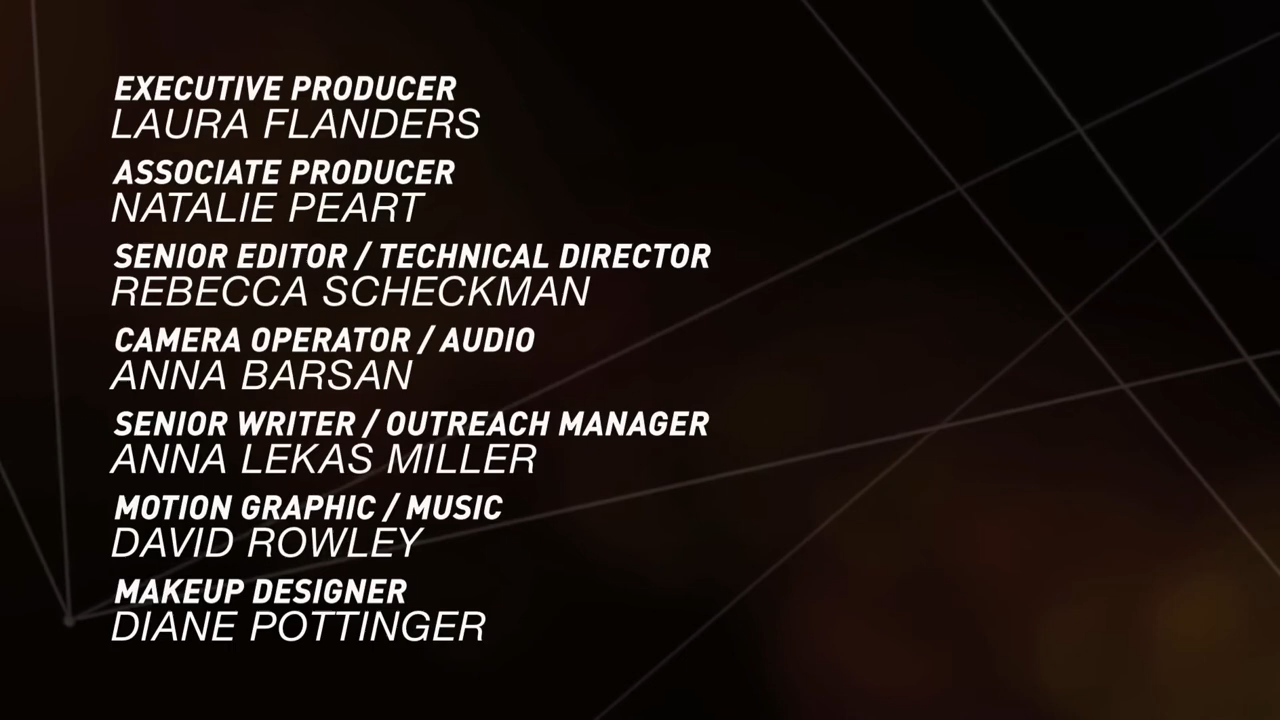 EXECUTIVE PRODUCER
LAURA FLANDERS
ASSOCIATE PRODUCER
NATALIE PEART
SENIOR EDITOR / TECHNICAL DIRECTOR
REBECCA SCHECKMAN
CAMERA OPERATOR / AUDIO
ANNA BARSAN
SENIOR WRITER / OUTREACH MANAGER
ANNA LEKAS MILLER
MOTION GRAPHIC / MUSIC
DAVID ROWLEY
MAKEUP DESIGNER
DIANE POTTINGER